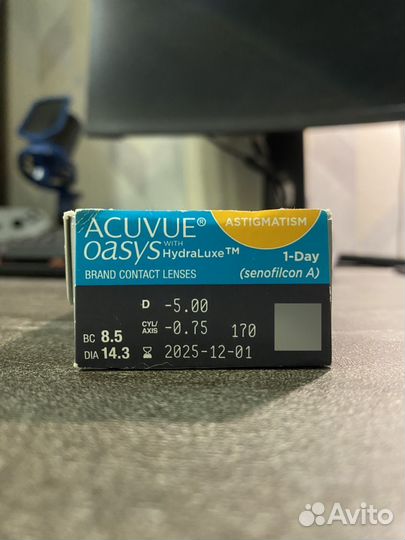 ACUVUE® ASTIGMATISM
oasys WITH HydraLuxe™ 1-Day
BRAND CONTACT LENSES (senofilcon A)
D -5.00
BC 8.5 CYL/AXIS -0.75 170
DIA 14.3 2025-12-01
Avito